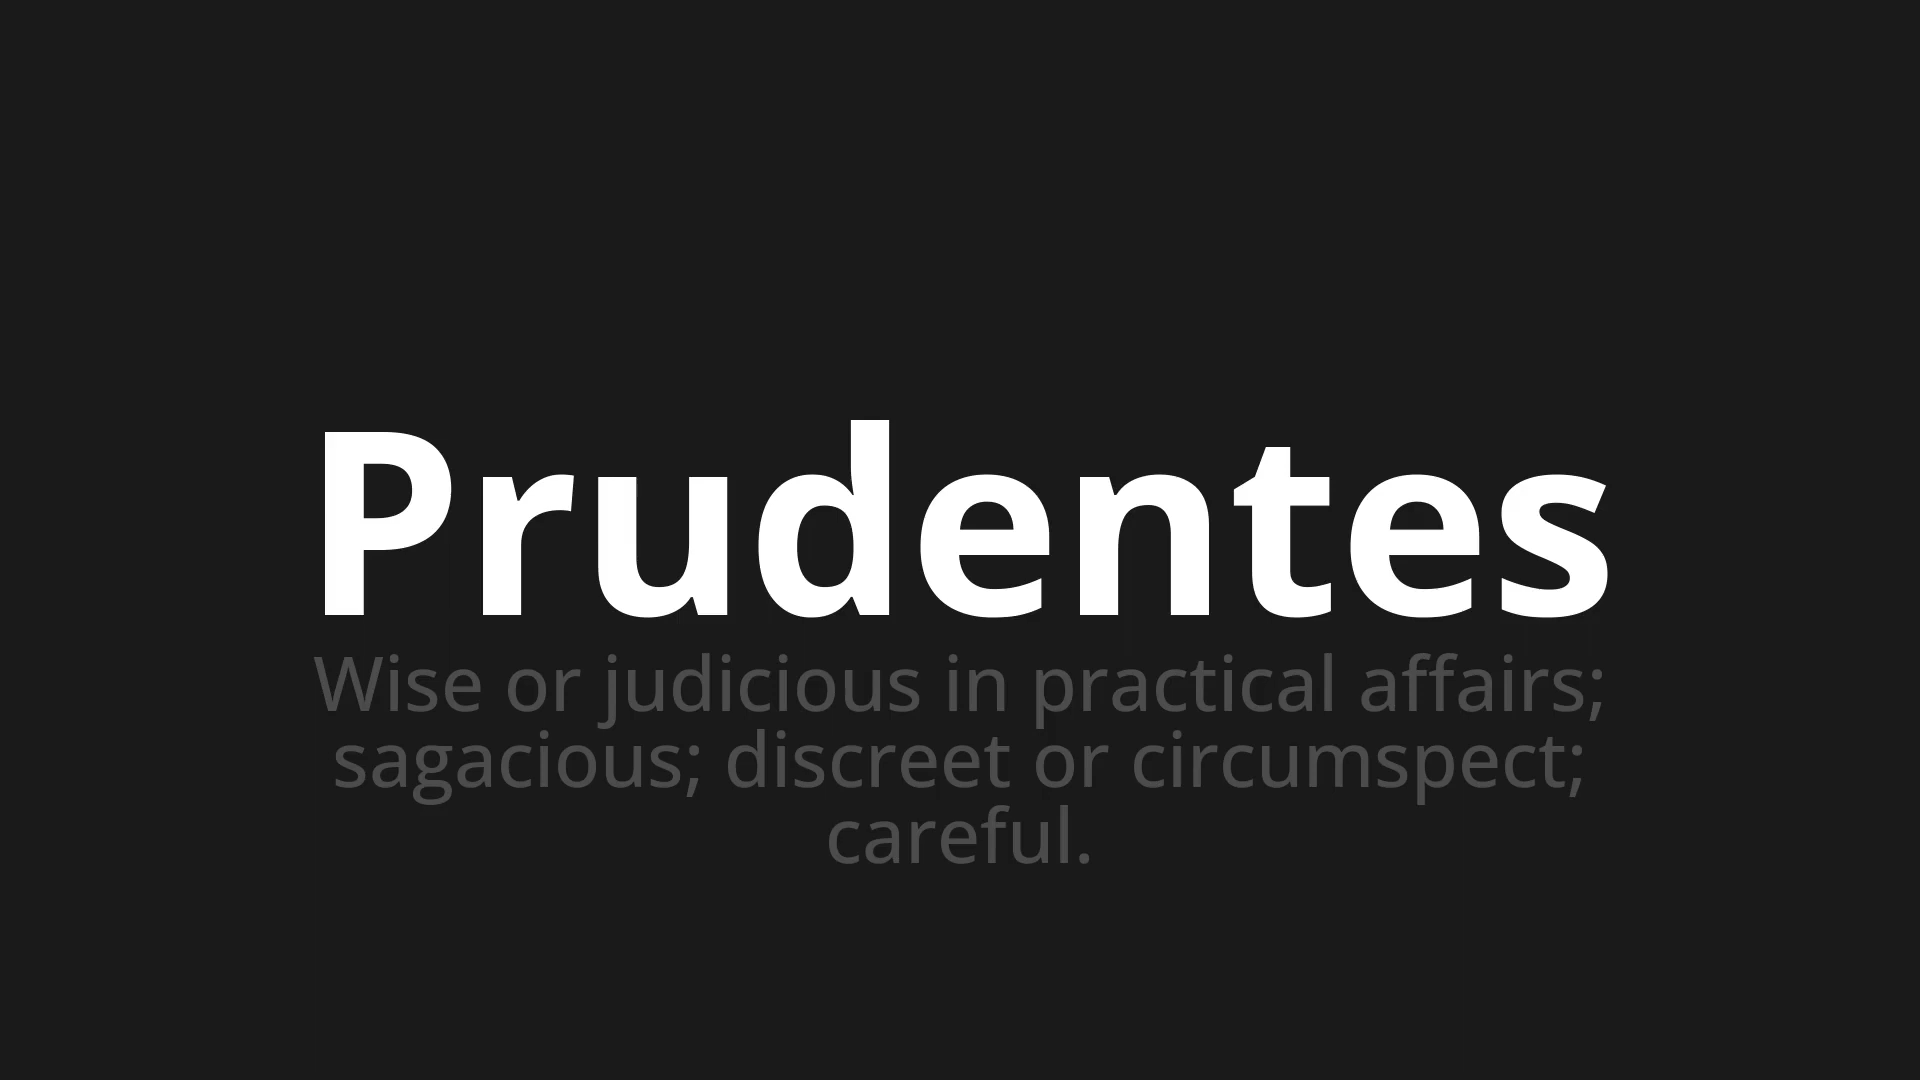 Prudentes
Wise or judicious in practical affairs;
sagacious; discreet or circumspect;
careful.